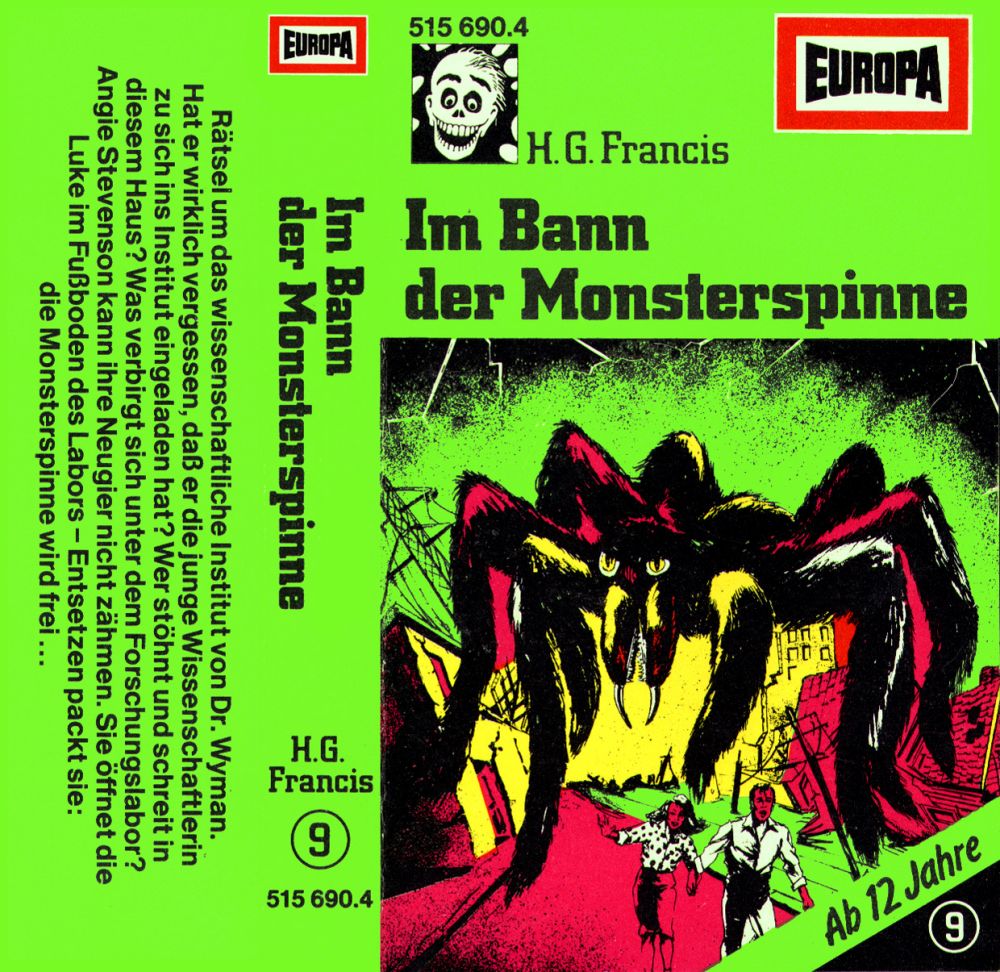 Rätsel um das wissenschaftliche Institut von Dr. Wyman.
Hat er wirklich vergessen, daß er die junge Wissenschaftlerin
zu sich ins Institut eingeladen hat? Wer stöhnt und schreit in
diesem Haus? Was verbirgt sich unter dem Forschungslabor?
Angie Stevenson kann ihre Neugier nicht zähmen. Sie öffnet die
Luke im Fußboden des Labors – Entsetzen packt sie:
die Monsterspinne wird frei ...
EUROPA
Im Bann
der Monsterspinne
H.G.
Francis
9
515 690.4
515 690.4
EUROPA
H.G. Francis
Im Bann
der Monsterspinne
Ab 12 Jahre
9